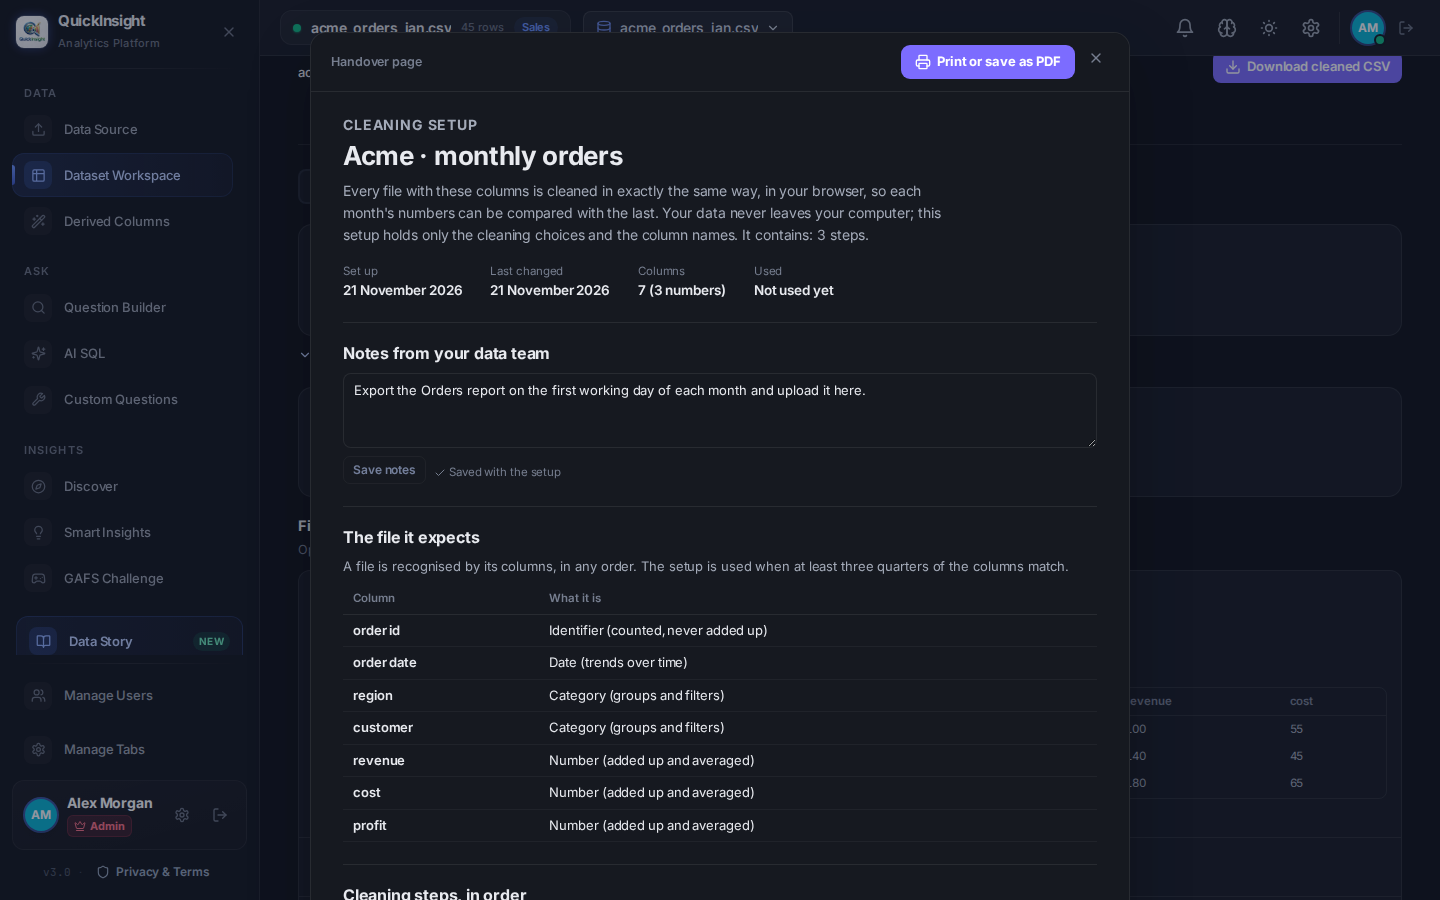 QuickInsight
Analytics Platform
DATA
Data Source
Dataset Workspace
Derived Columns
ASK
Question Builder
AI SQL
Custom Questions
INSIGHTS
Discover
Smart Insights
GAFS Challenge
Data Story NEW
Manage Users
Manage Tabs
AM Alex Morgan
Admin
v3.0 · Privacy & Terms
acme_orders_jan.csv 45 rows Sales
acme_orders_jan.csv
AM
Download cleaned CSV
Handover page
Print or save as PDF
CLEANING SETUP
Acme · monthly orders
Every file with these columns is cleaned in exactly the same way, in your browser, so each
month's numbers can be compared with the last. Your data never leaves your computer; this
setup holds only the cleaning choices and the column names. It contains: 3 steps.
Set up Last changed Columns Used
21 November 2026 21 November 2026 7 (3 numbers) Not used yet
Notes from your data team
Export the Orders report on the first working day of each month and upload it here.
Save notes Saved with the setup
The file it expects
A file is recognised by its columns, in any order. The setup is used when at least three quarters of the columns match.
Column What it is
order id Identifier (counted, never added up)
order date Date (trends over time)
region Category (groups and filters)
customer Category (groups and filters)
revenue Number (added up and averaged)
cost Number (added up and averaged)
profit Number (added up and averaged)
Cleaning steps, in order
cost
55
45
65